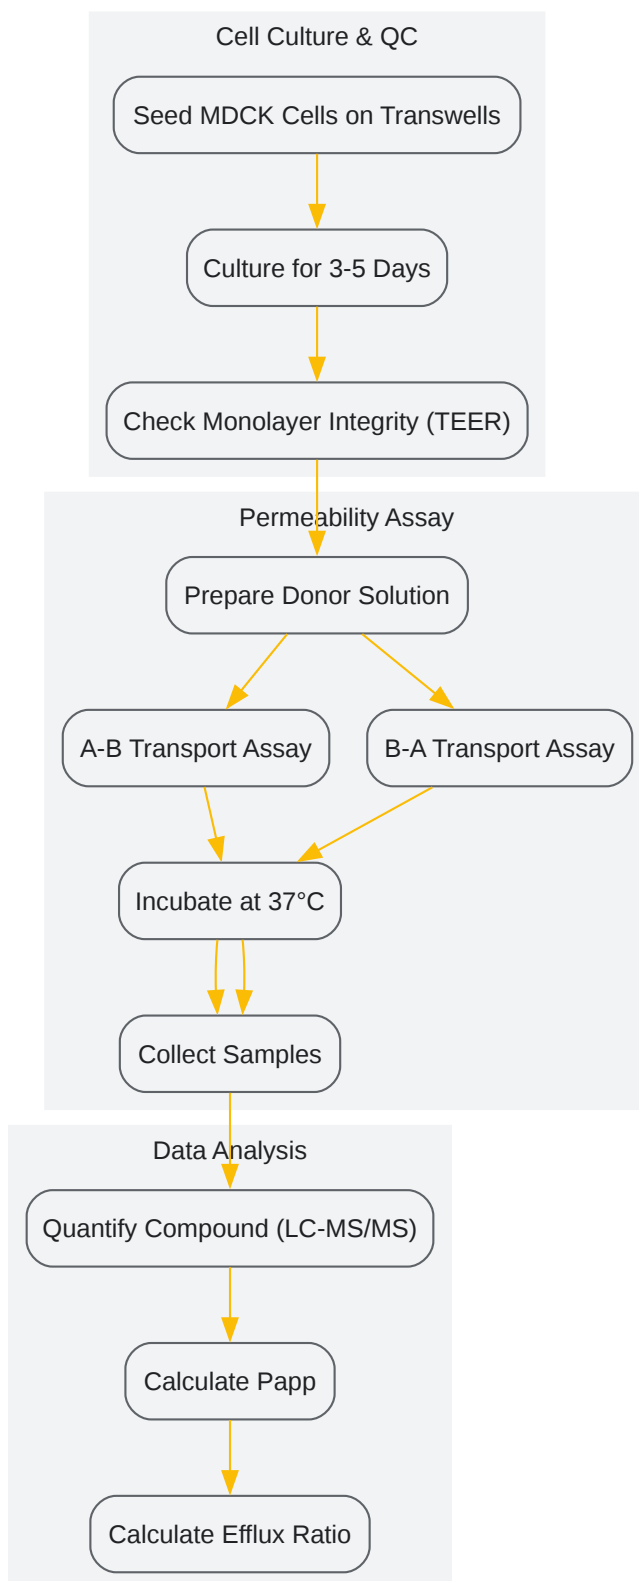 Cell Culture & QC
Seed MDCK Cells on Transwells
Culture for 3-5 Days
Check Monolayer Integrity (TEER)
Permeability Assay
Prepare Donor Solution
A-B Transport Assay
B-A Transport Assay
Incubate at 37°C
Collect Samples
Data Analysis
Quantify Compound (LC-MS/MS)
Calculate Papp
Calculate Efflux Ratio